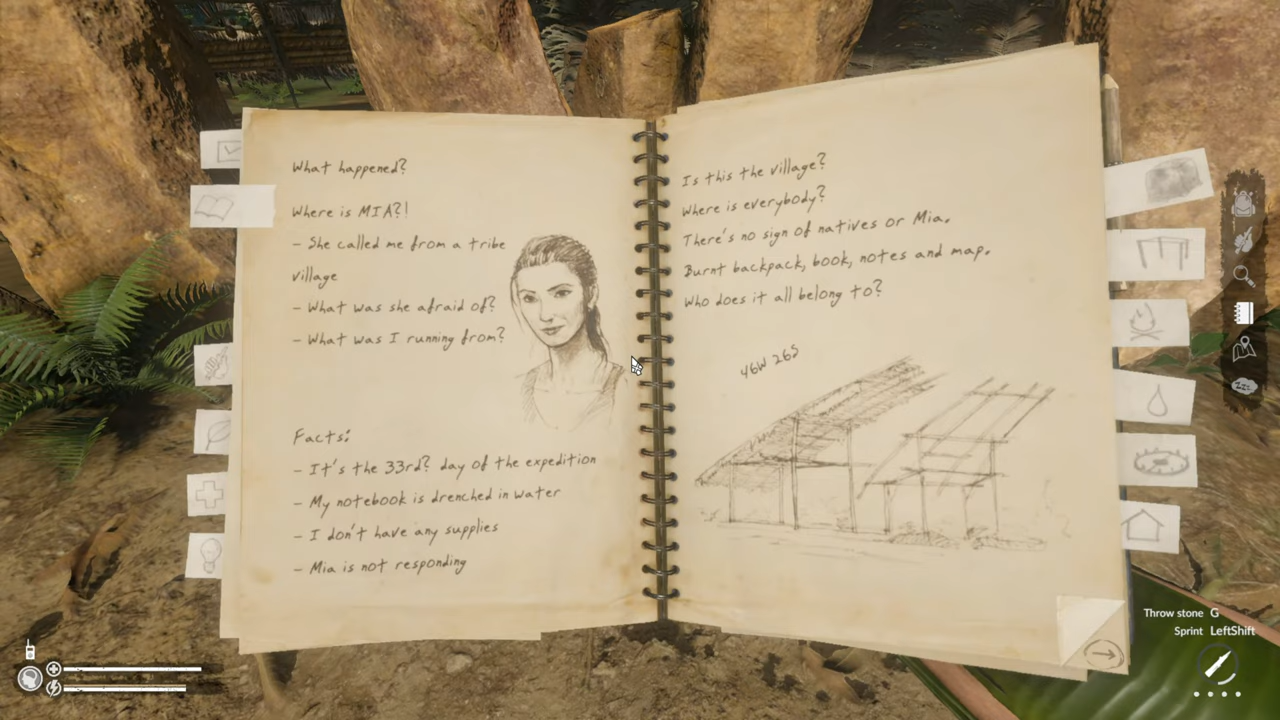 What happened?
Where is MIA?!
- She called me from a tribe
village
- What was she afraid of?
- What was I running from?
Facts:
- It's the 33rd? day of the expedition
- My notebook is drenched in water
- I don't have any supplies
- Mia is not responding
Is this the village?
Where is everybody?
There's no sign of natives or Mia.
Burnt backpack, book, notes and map.
Who does it all belong to?
46W 26S
Throw stone G
Sprint LeftShift
zzz